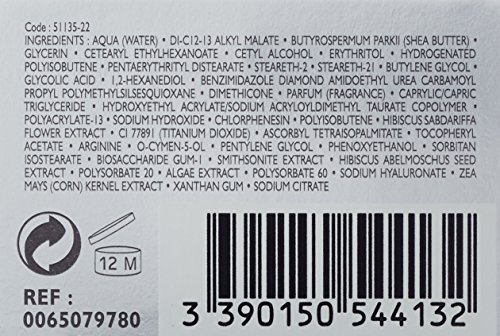 Code : 51135-22
INGREDIENTS : AQUA (WATER) • DI-C12-13 ALKYL MALATE • BUTYROSPERMUM PARKII (SHEA BUTTER) •
GLYCERIN • CETEARYL ETHYLHEXANOATE • CETYL ALCOHOL • ERYTHRITOL • HYDROGENATED
POLYISOBUTENE • PENTAERYTHRITYL DISTEARATE • STEARETH-2 • STEARETH-21 • BUTYLENE GLYCOL •
GLYCOLIC ACID • 1,2-HEXANEDIOL • BENZIMIDAZOLE DIAMOND AMIDOETHYL UREA CARBAMOYL
PROPYL POLYMETHYLSILSESQUIOXANE • DIMETHICONE • PARFUM (FRAGRANCE) • CAPRYLIC/CAPRIC
TRIGLYCERIDE • HYDROXYETHYL ACRYLATE/SODIUM ACRYLOYLDIMETHYL TAURATE COPOLYMER •
POLYACRYLATE-13 • SODIUM HYDROXIDE • CHLORPHENESIN • POLYISOBUTENE • HIBISCUS SABDARIFFA
FLOWER EXTRACT • CI 77891 (TITANIUM DIOXIDE) • ASCORBYL TETRAISOPALMITATE • TOCOPHERYL
ACETATE • ARGININE • O-CYMEN-5-OL • PENTYLENE GLYCOL • PHENOXYETHANOL • SORBITAN
ISOSTEARATE • BIOSACCHARIDE GUM-1 • SMITHSONITE EXTRACT • HIBISCUS ABELMOSCHUS SEED
EXTRACT • POLYSORBATE 20 • ALGAE EXTRACT • POLYSORBATE 60 • SODIUM HYALURONATE • ZEA
MAYS (CORN) KERNEL EXTRACT • XANTHAN GUM • SODIUM CITRATE
12 M
REF :
0065079780
3 390150 544132